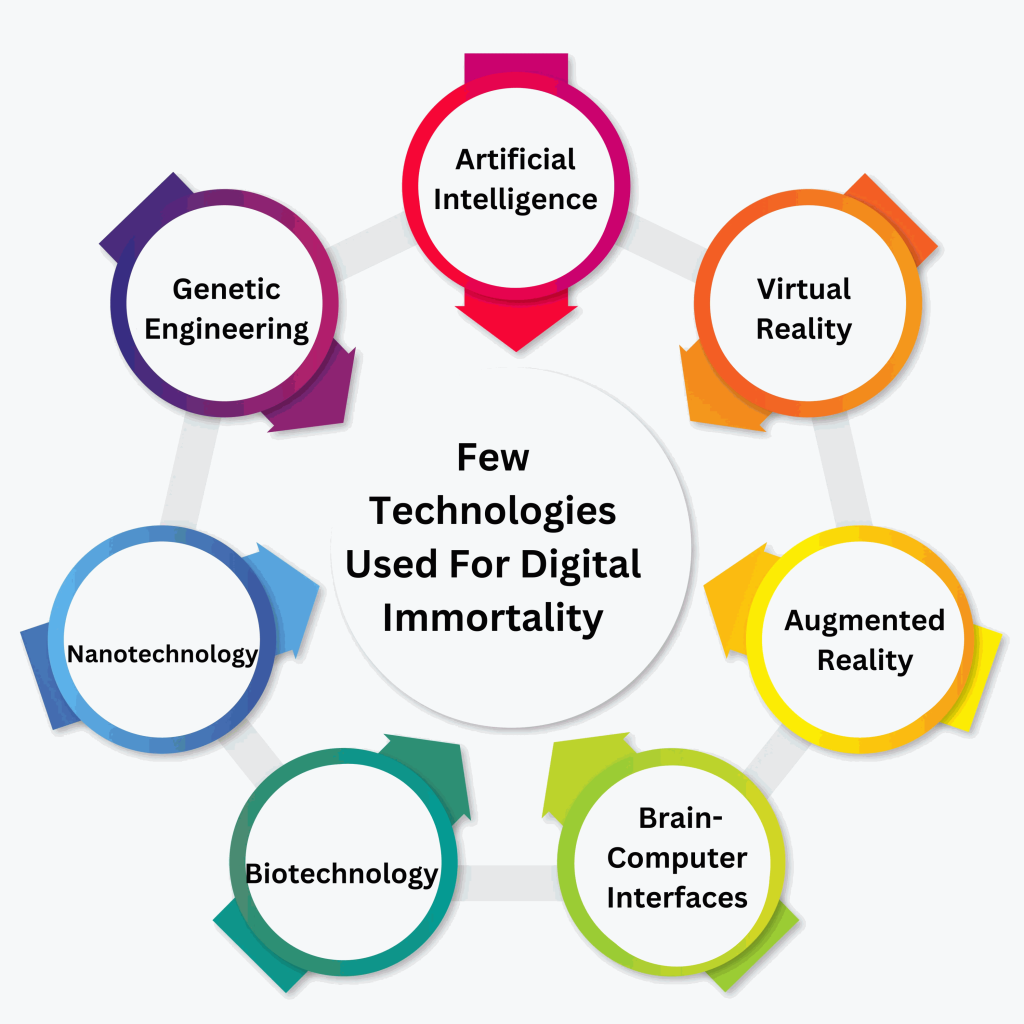 Artificial
Intelligence
Virtual
Reality
Augmented
Reality
Brain-
Computer
Interfaces
Biotechnology
Nanotechnology
Genetic
Engineering
Few
Technologies
Used For Digital
Immortality